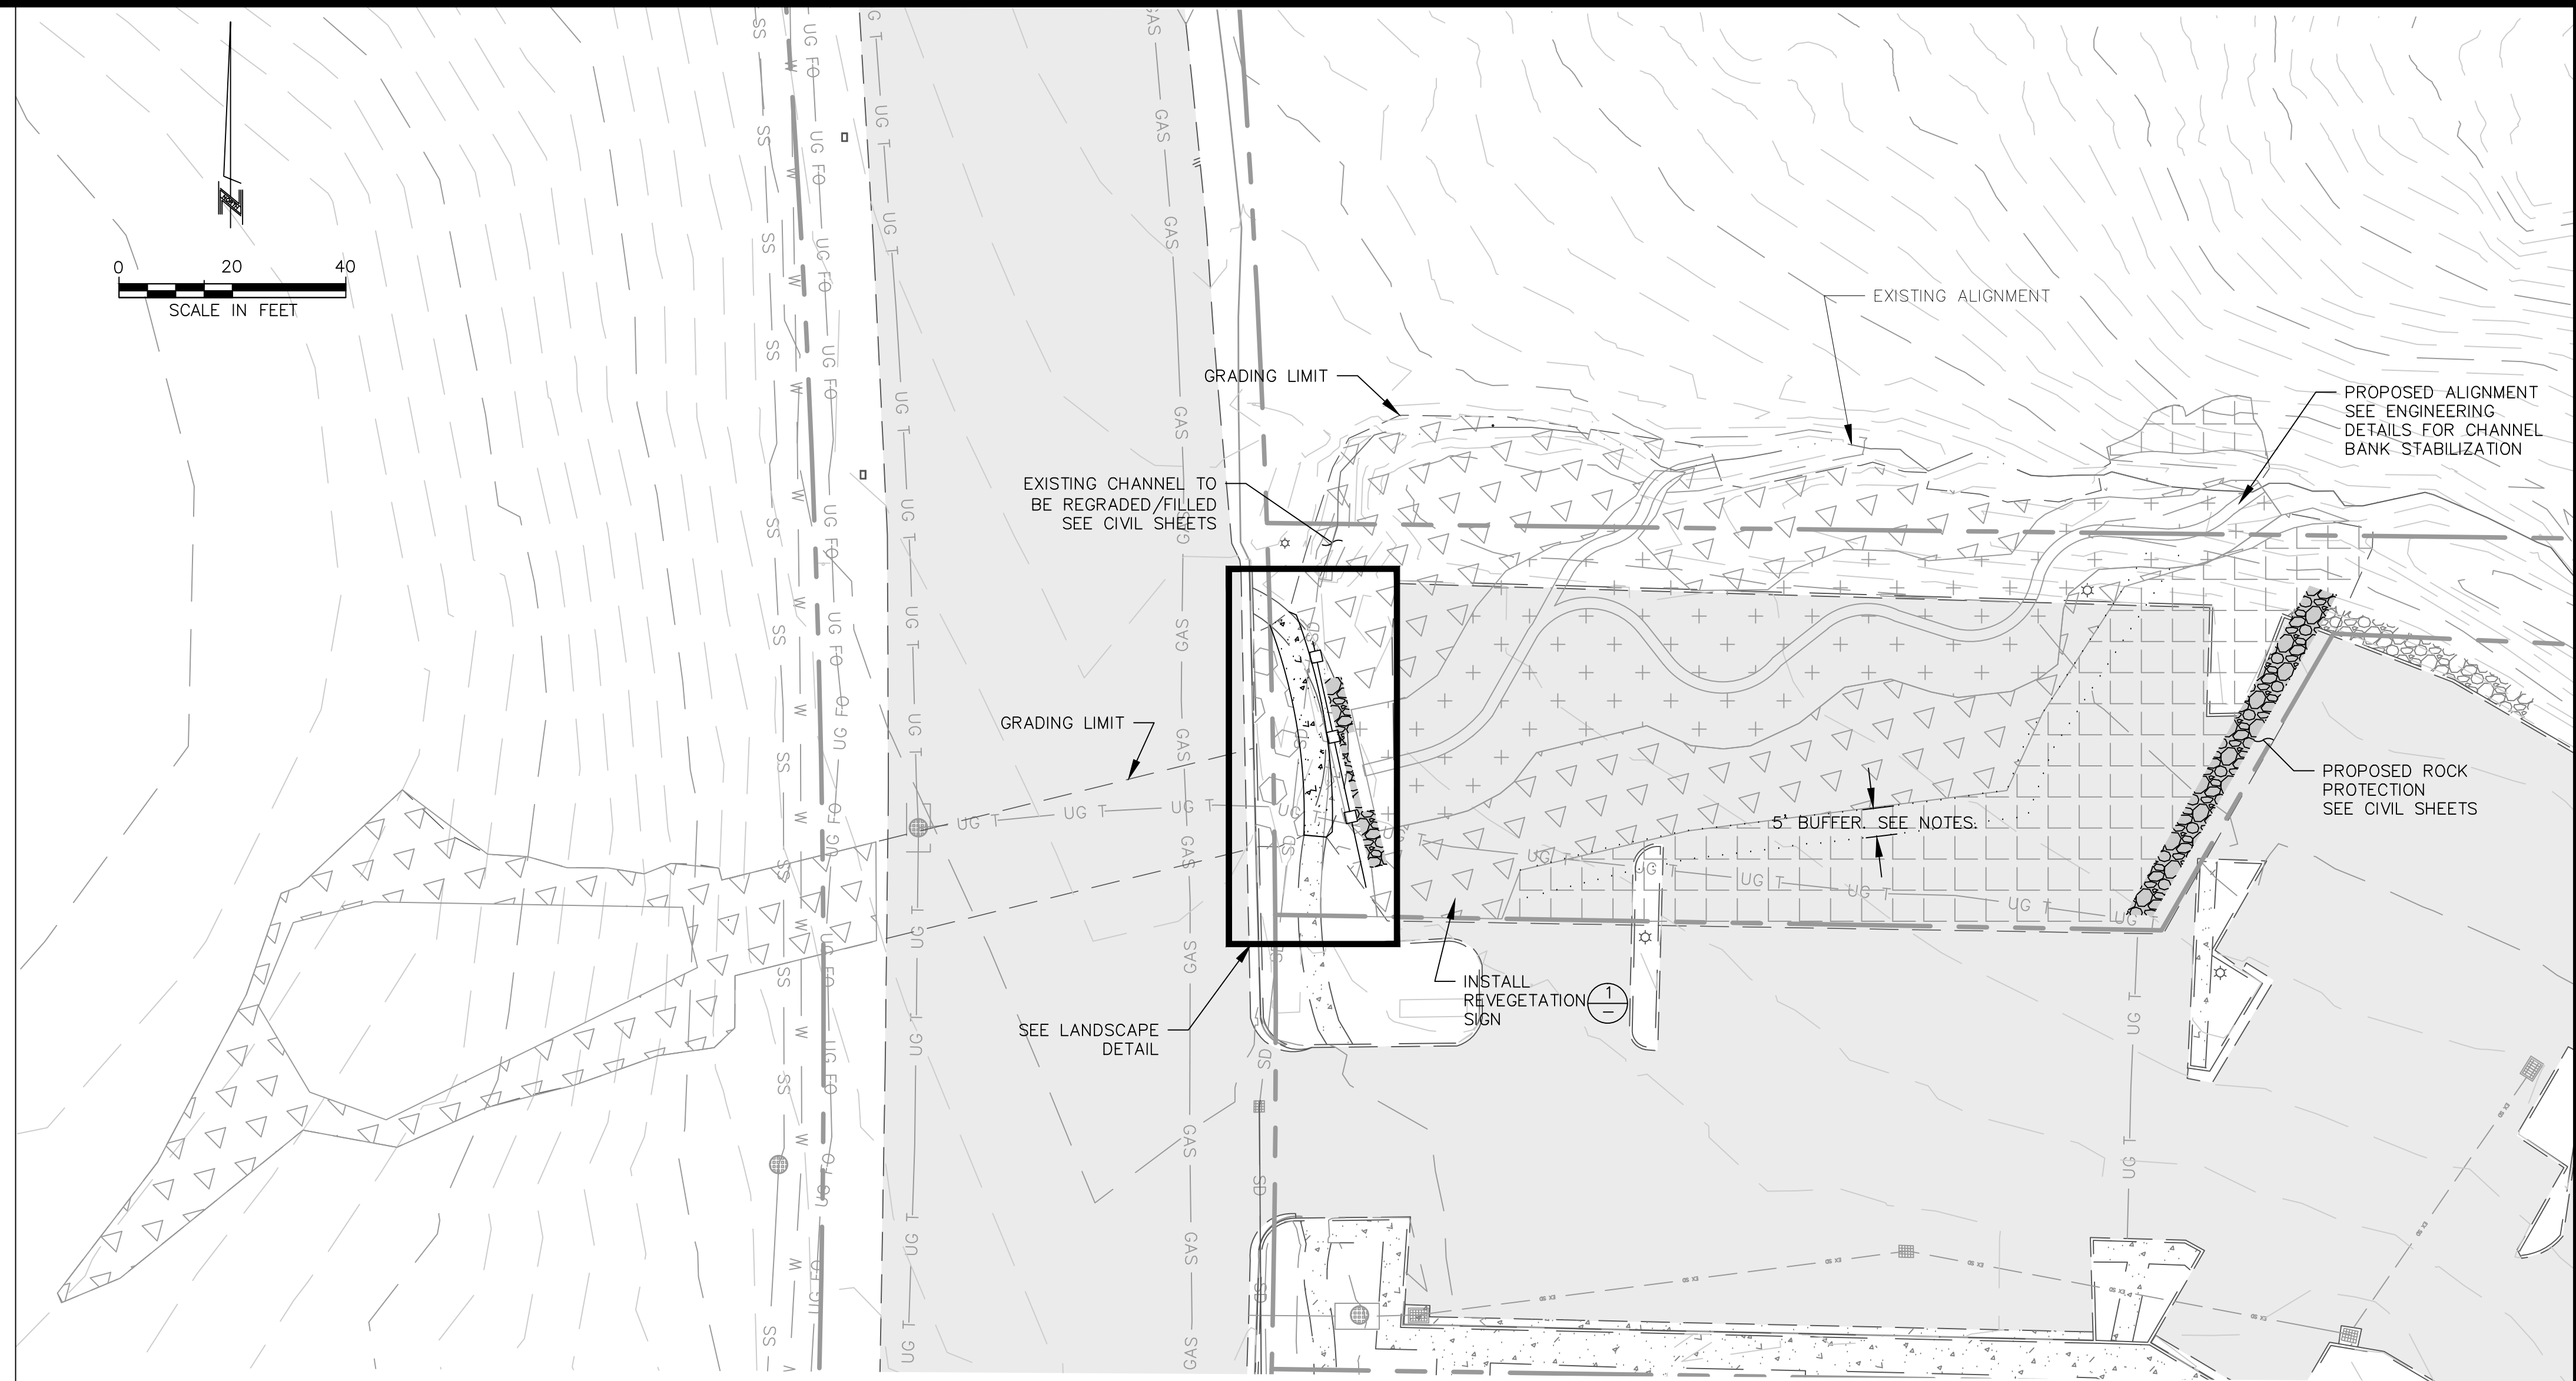 0 20 40
SCALE IN FEET
EXISTING ALIGNMENT
GRADING LIMIT
PROPOSED ALIGNMENT
SEE ENGINEERING
DETAILS FOR CHANNEL
BANK STABILIZATION
EXISTING CHANNEL TO
BE REGRADED/FILLED
SEE CIVIL SHEETS
GRADING LIMIT
PROPOSED ROCK
PROTECTION
SEE CIVIL SHEETS
5' BUFFER. SEE NOTES.
INSTALL
REVEGETATION
SIGN
1
SEE LANDSCAPE
DETAIL
SS
W
UG FO
UG T
GAS
SD
EX SD